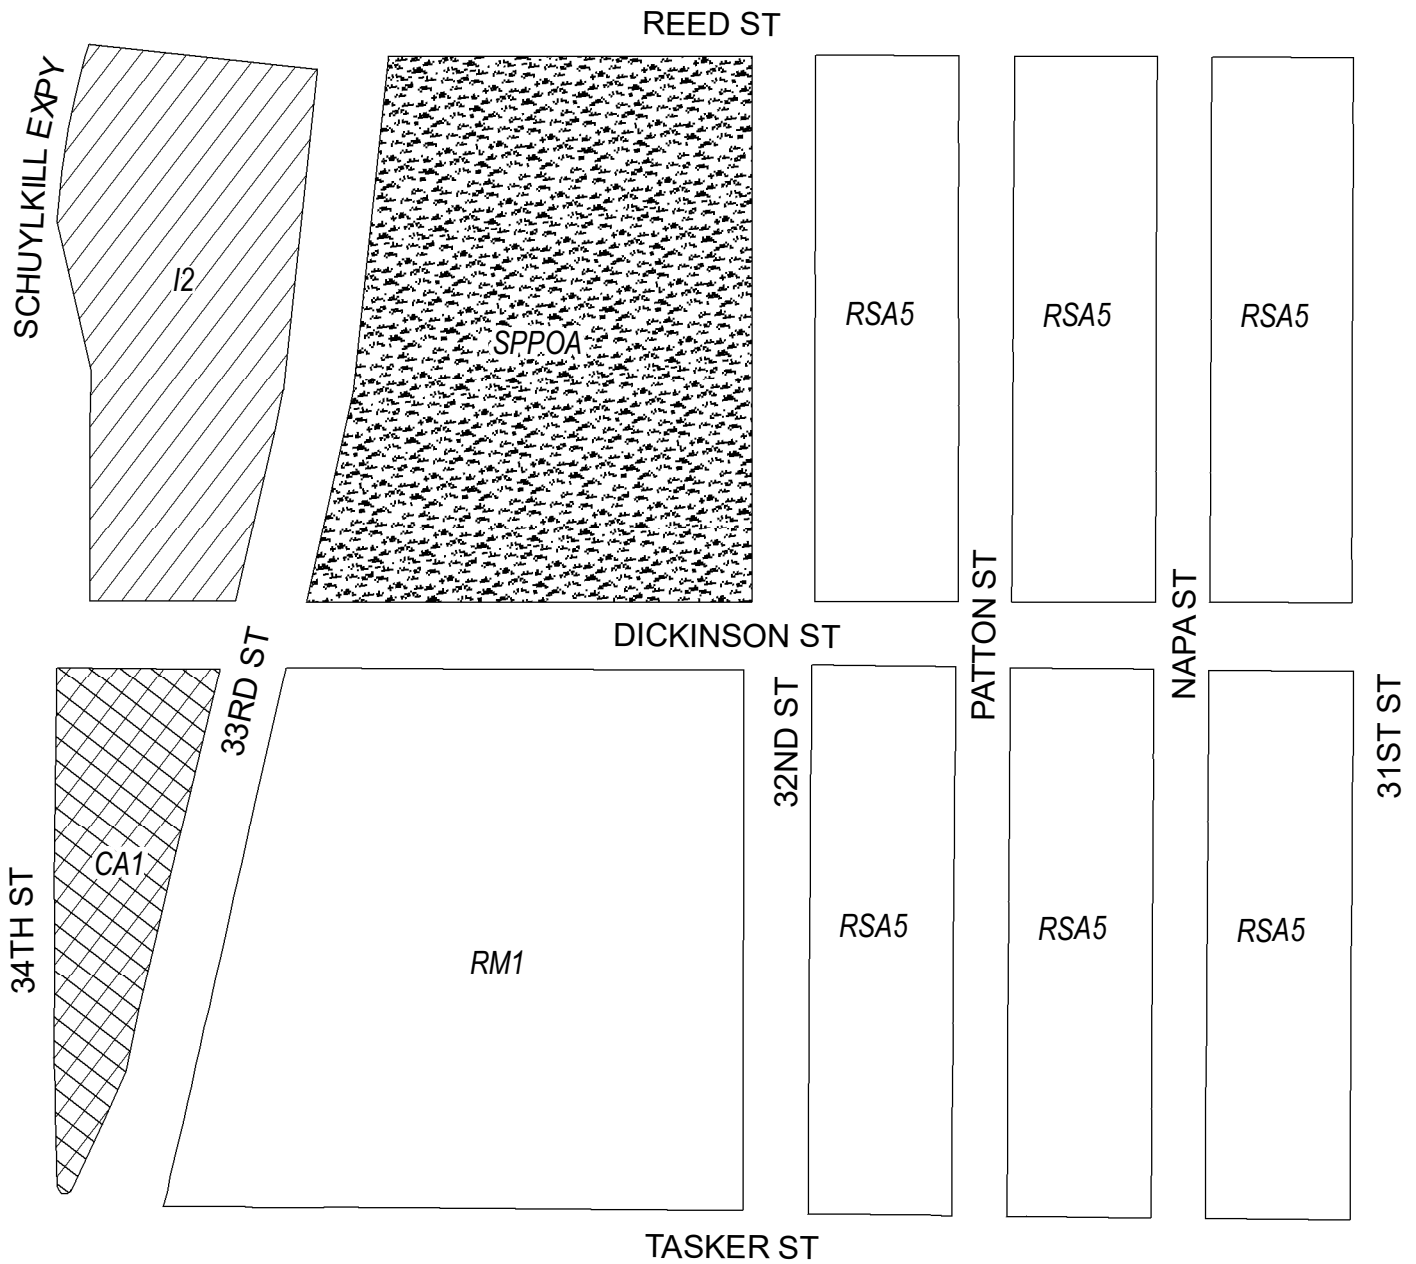 REED ST
SCHUYLKILL EXPY
I2
SPPOA
RSA5
RSA5
RSA5
DICKINSON ST
33RD ST
32ND ST
PATTON ST
NAPA ST
31ST ST
34TH ST
CA1
RM1
RSA5
RSA5
RSA5
TASKER ST